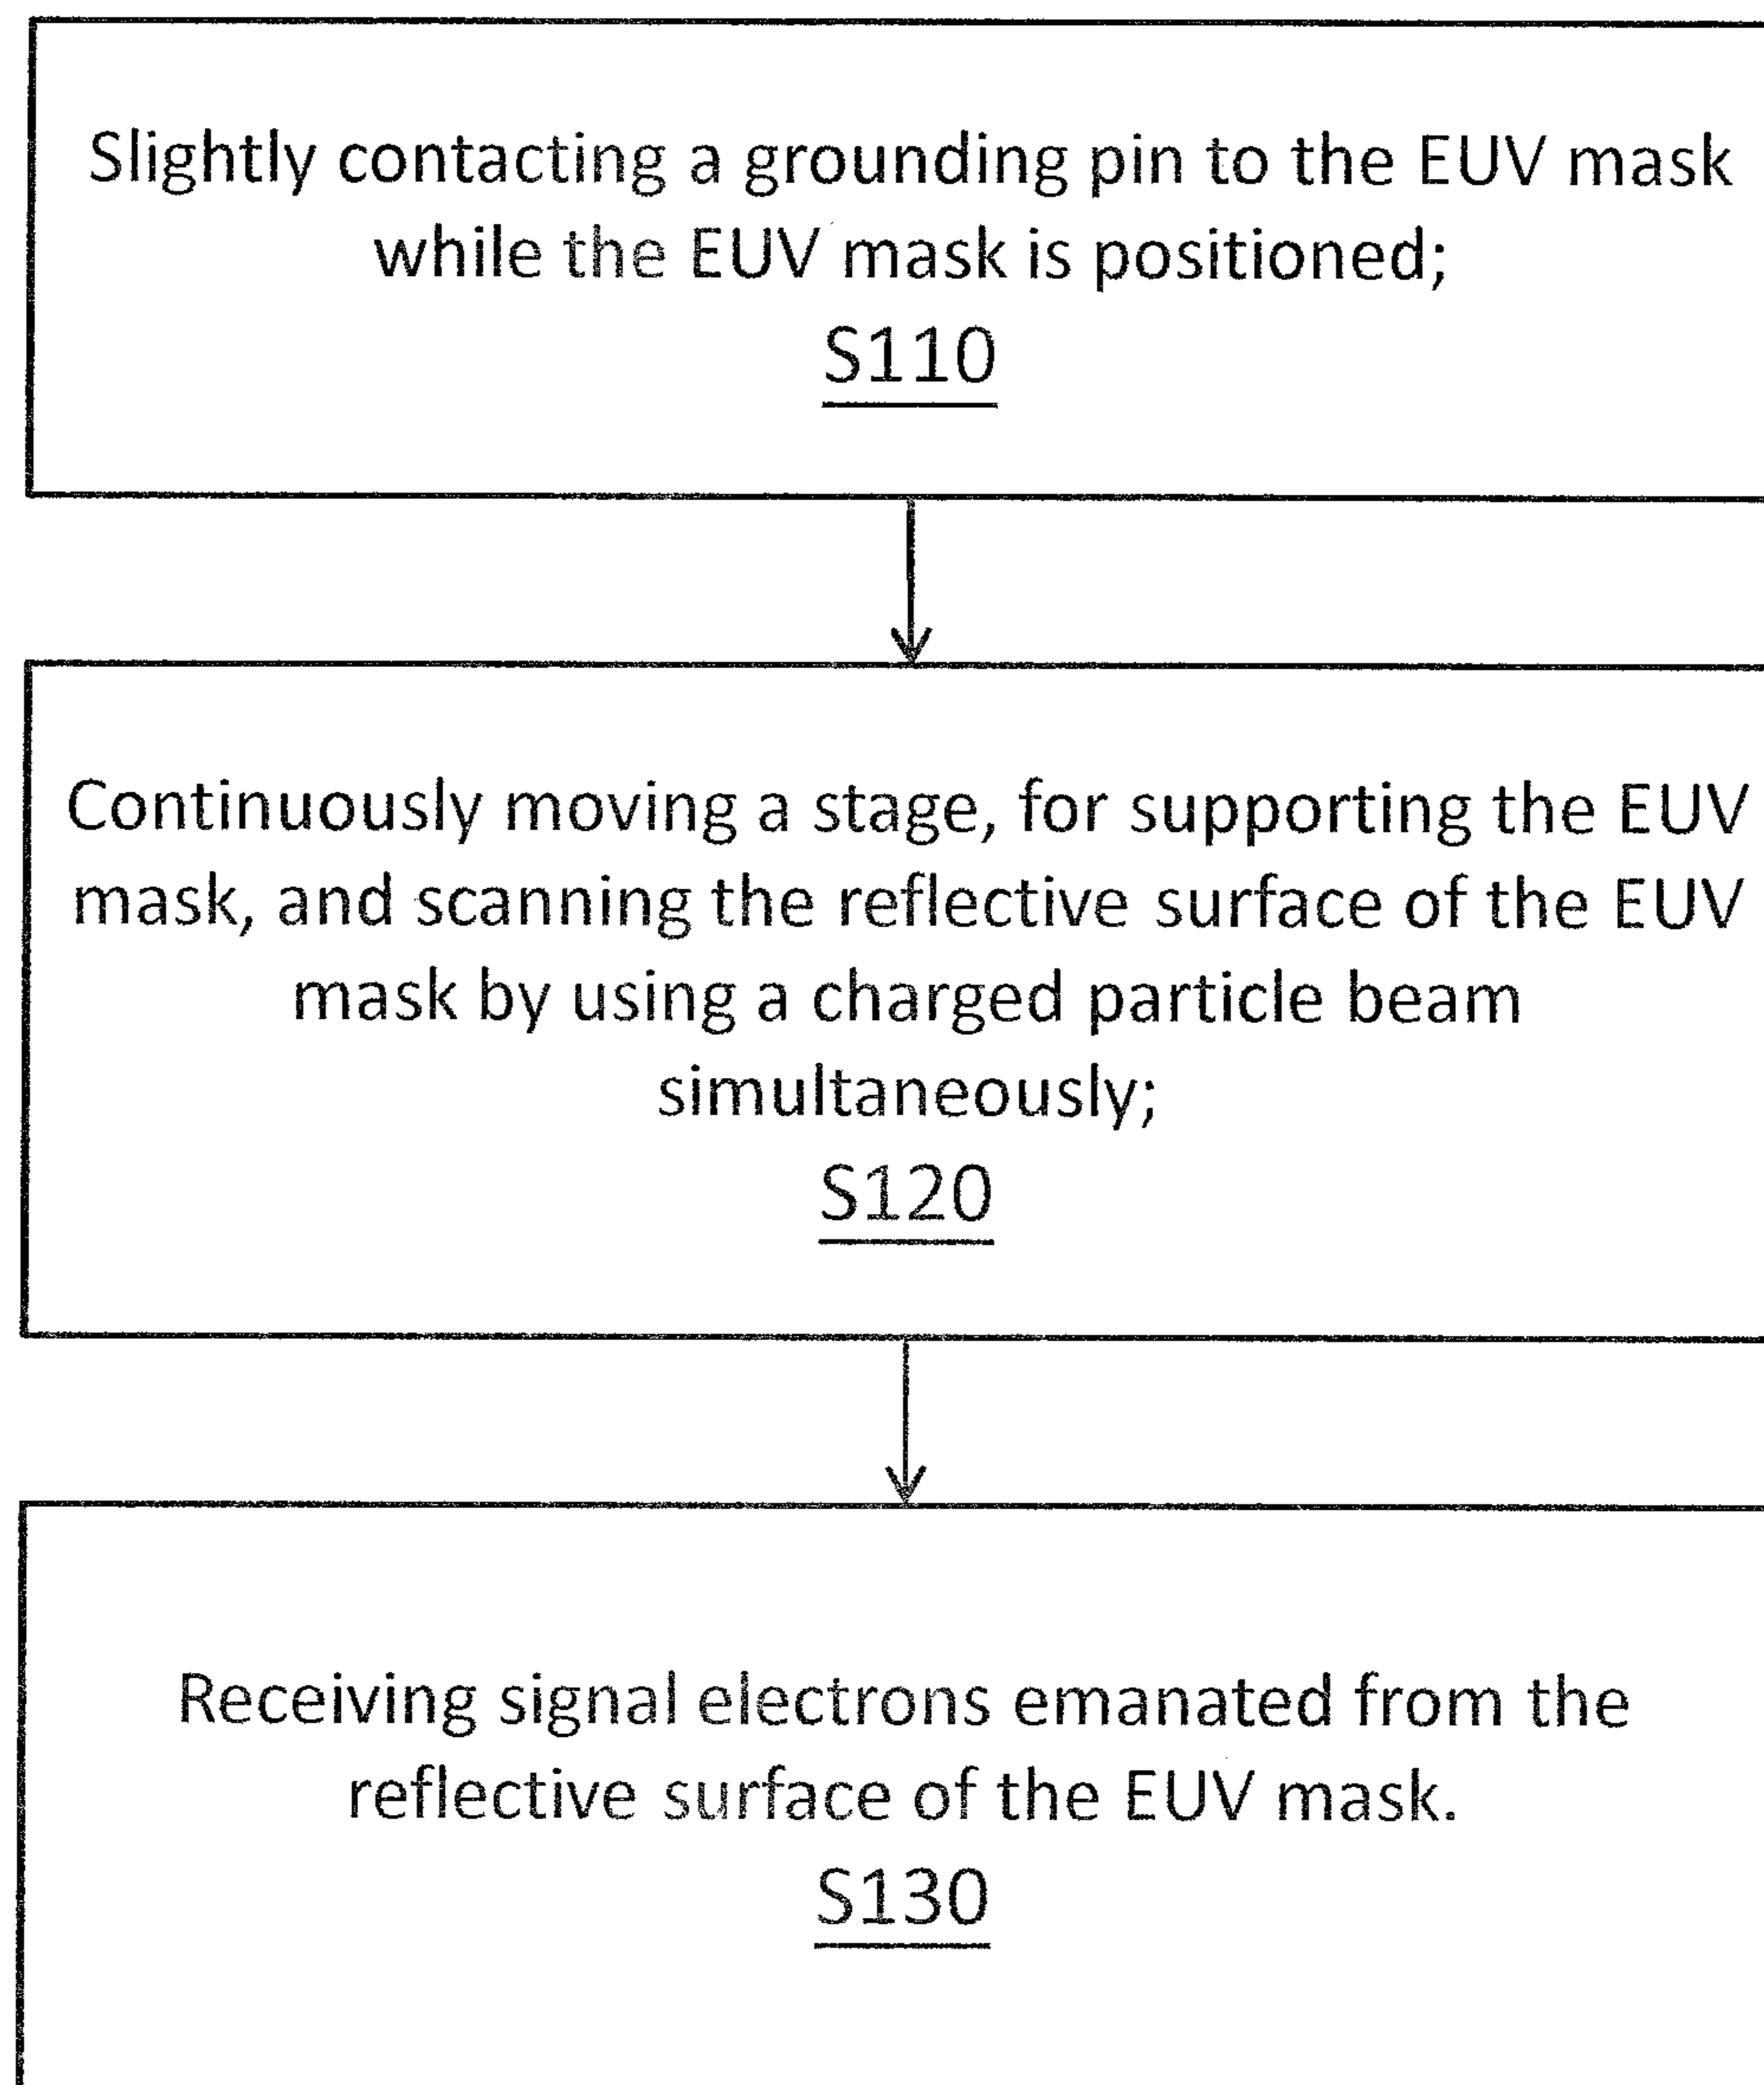 Slightly contacting a grounding pin to the EUV mask
while the EUV mask is positioned;
S110
Continuously moving a stage, for supporting the EUV
mask, and scanning the reflective surface of the EUV
mask by using a charged particle beam
simultaneously;
S120
Receiving signal electrons emanated from the
reflective surface of the EUV mask.
S130